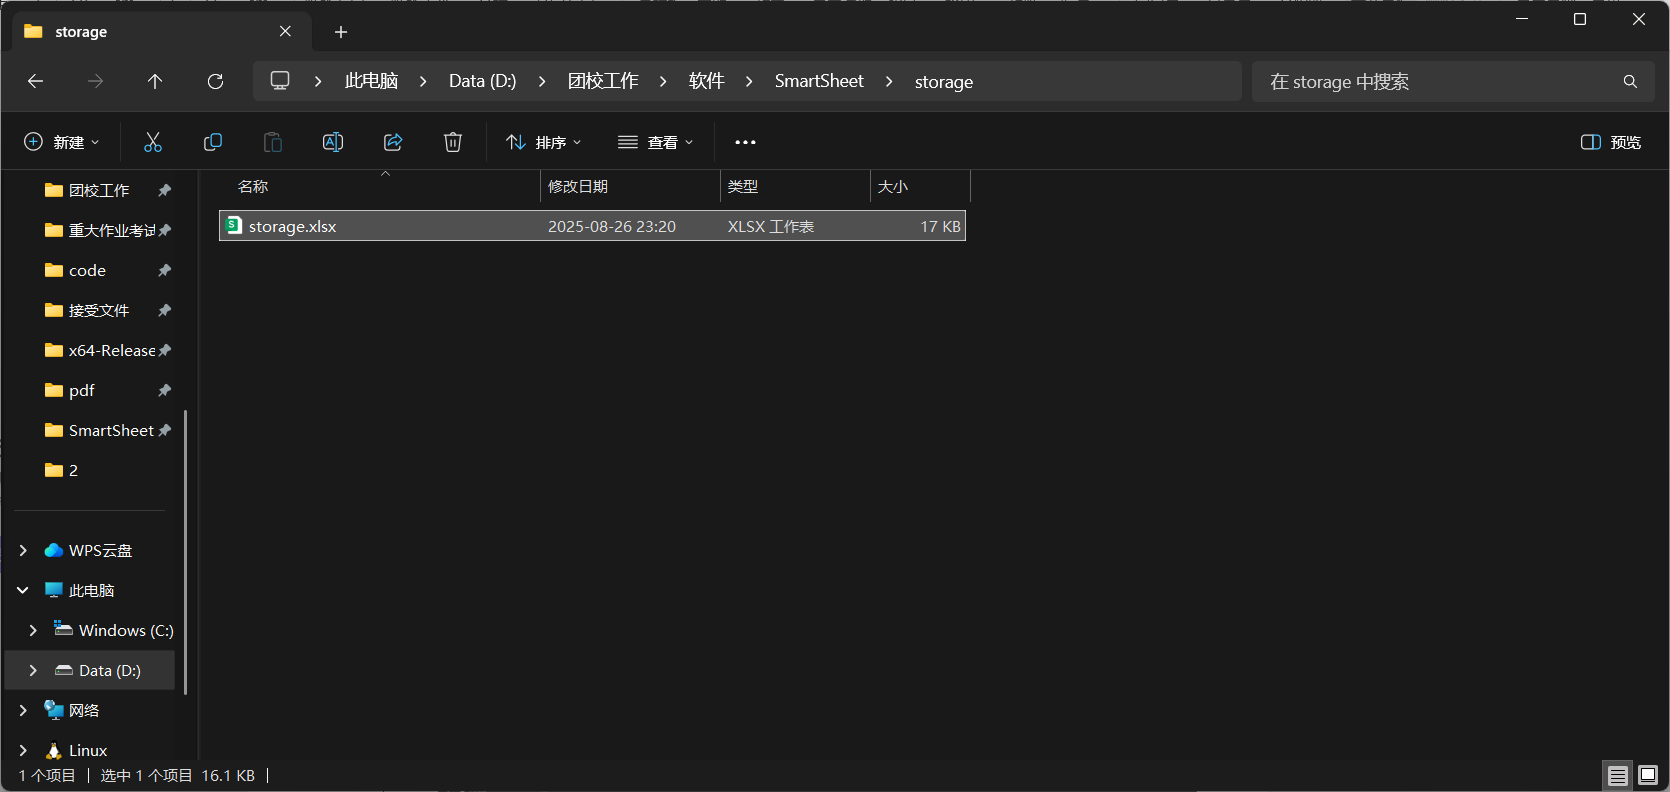 storage
此电脑 Data (D:) 团校工作 软件 SmartSheet storage
在 storage 中搜索
新建 排序 查看 预览
名称 修改日期 类型 大小
storage.xlsx 2025-08-26 23:20 XLSX 工作表 17 KB
团校工作
重大作业考试
code
接受文件
x64-Release
pdf
SmartSheet
2
WPS云盘
此电脑
Windows (C:)
Data (D:)
网络
Linux
1 个项目 选中 1 个项目 16.1 KB